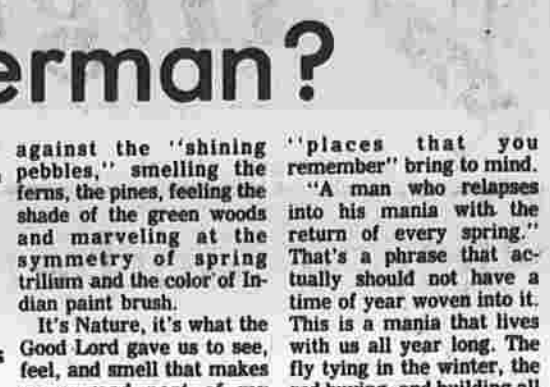 erman?
against the "shining
pebbles," smelling the
ferns, the pines, feeling the
shade of the green woods
and marveling at the
symmetry of spring
trilium and the color of In-
dian paint brush.
It's Nature, it's what the
Good Lord gave us to see,
feel, and smell that makes
"places that you
remember" bring to mind.
"A man who relapses
into his mania with the
return of every spring."
That's a phrase that ac-
tually should not have a
time of year woven into it.
This is a mania that lives
with us all year long. The
fly tying in the winter, the